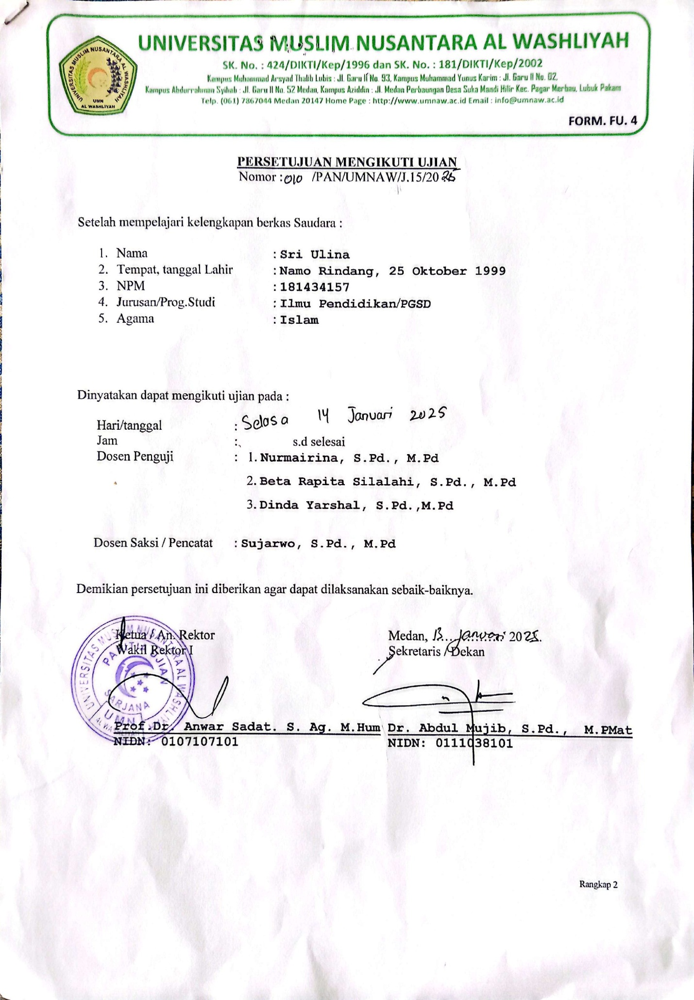 UNIVERSITAS MUSLIM NUSANTARA AL WASHLIYAH
SK. No. : 424/DIKTI/Kep/1996 dan SK. No. : 181/DIKTI/Kep/2002
Kampus Muhammad Arsyad Thalib Lubis : Jl. Garu II No. 93, Kampus Muhammad Yunus Karim : Jl. Garu II No. 02,
Kampus Abdurrahman Syihab : Jl. Garu II No. 52 Medan, Kampus Aziddin : Jl. Medan Perbaungan Desa Suka Mandi Hilir Kec. Pagar Merbau, Lubuk Pakam
Telp. (061) 7867044 Medan 20147 Home Page : http://www.umnaw.ac.id Email : info@umnaw.ac.id
UNIVERSITAS MUSLIM NUSANTARA AL WASHLIYAH
UMN
AL WASHLIYAH
FORM. FU. 4
PERSETUJUAN MENGIKUTI UJIAN
Nomor : 010 /PAN/UMNAW/J.15/2025
Setelah mempelajari kelengkapan berkas Saudara :
1. Nama : Sri Ulina
2. Tempat, tanggal Lahir : Namo Rindang, 25 Oktober 1999
3. NPM : 181434157
4. Jurusan/Prog.Studi : Ilmu Pendidikan/PGSD
5. Agama : Islam
Dinyatakan dapat mengikuti ujian pada :
Hari/tanggal : Selasa 14 Januari 2025
Jam : s.d selesai
Dosen Penguji : 1. Nurmairina, S.Pd., M.Pd
2. Beta Rapita Silalahi, S.Pd., M.Pd
3. Dinda Yarshal, S.Pd.,M.Pd
Dosen Saksi / Pencatat : Sujarwo, S.Pd., M.Pd
Demikian persetujuan ini diberikan agar dapat dilaksanakan sebaik-baiknya.
Ketua / An. Rektor
Wakil Rektor I
UNIVERSITAS MUSLIM NUSANTARA AL WASHLIYAH
PANITIA UJIAN
SARJANA
UMN
AL WASHLIYAH
Prof.Dr. Anwar Sadat. S. Ag. M.Hum
NIDN: 0107107101
Medan, 13 Januari 2025.
Sekretaris / Dekan
Dr. Abdul Mujib, S.Pd., M.PMat
NIDN: 0111038101
Rangkap 2